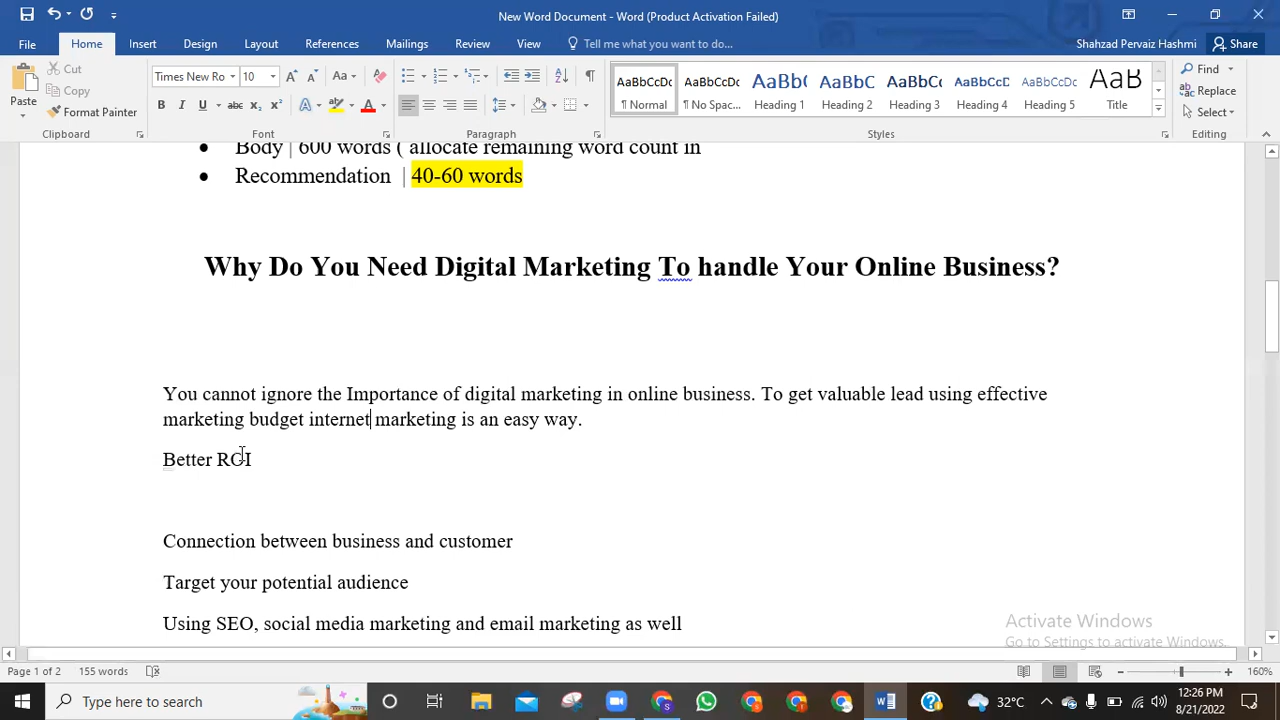 New Word Document - Word (Product Activation Failed)
File Home Insert Design Layout References Mailings Review View Tell me what you want to do... Shahzad Pervaiz Hashmi Share
Paste Cut Copy Format Painter
Times New Ro 10 Aa
B I U abc x₂ x² A A
AaBbCcDc ¶ Normal
AaBbCcDc ¶ No Spac...
AaBbC Heading 1
AaBbC Heading 2
AaBbCc Heading 3
AaBbCcD Heading 4
AaBbCcDc Heading 5
AaB Title
Find Replace Select
Clipboard Font Paragraph Styles Editing
• Body | 600 words ( allocate remaining word count in
• Recommendation | 40-60 words
Why Do You Need Digital Marketing To handle Your Online Business?
You cannot ignore the Importance of digital marketing in online business. To get valuable lead using effective
marketing budget internet marketing is an easy way.
Better ROI
Connection between business and customer
Target your potential audience
Using SEO, social media marketing and email marketing as well
Activate Windows
Go to Settings to activate Windows.
Page 1 of 2 155 words 160%
Type here to search 32°C 12:26 PM
8/21/2022